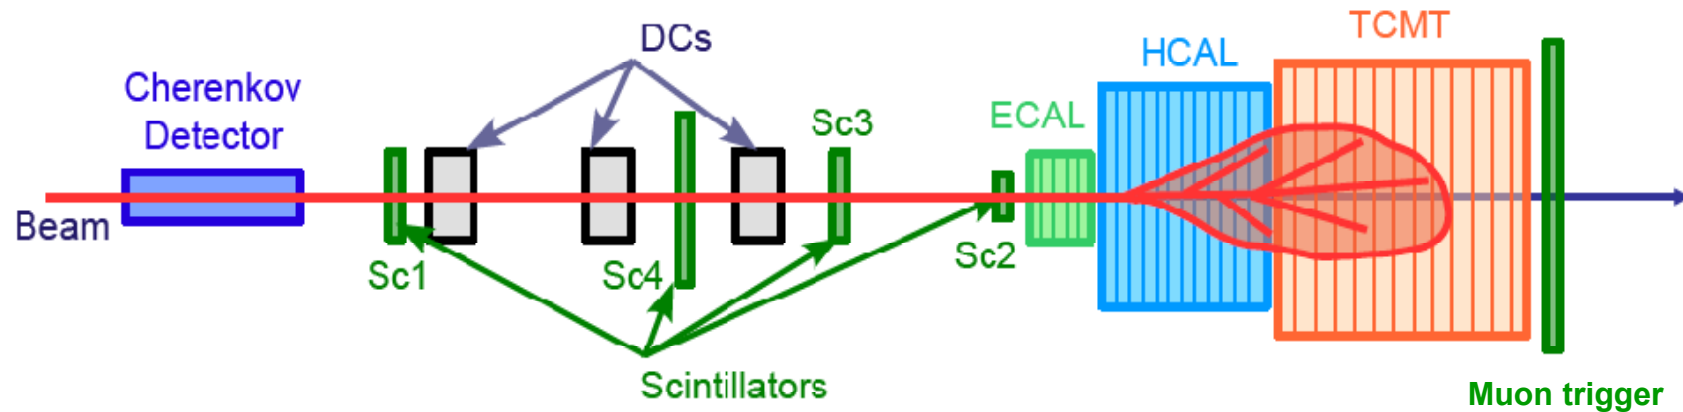 DCs
TCMT
HCAL
Cherenkov
Detector
ECAL
Sc3
Beam
Sc1
Sc4
Sc2
Scintillators
Muon trigger